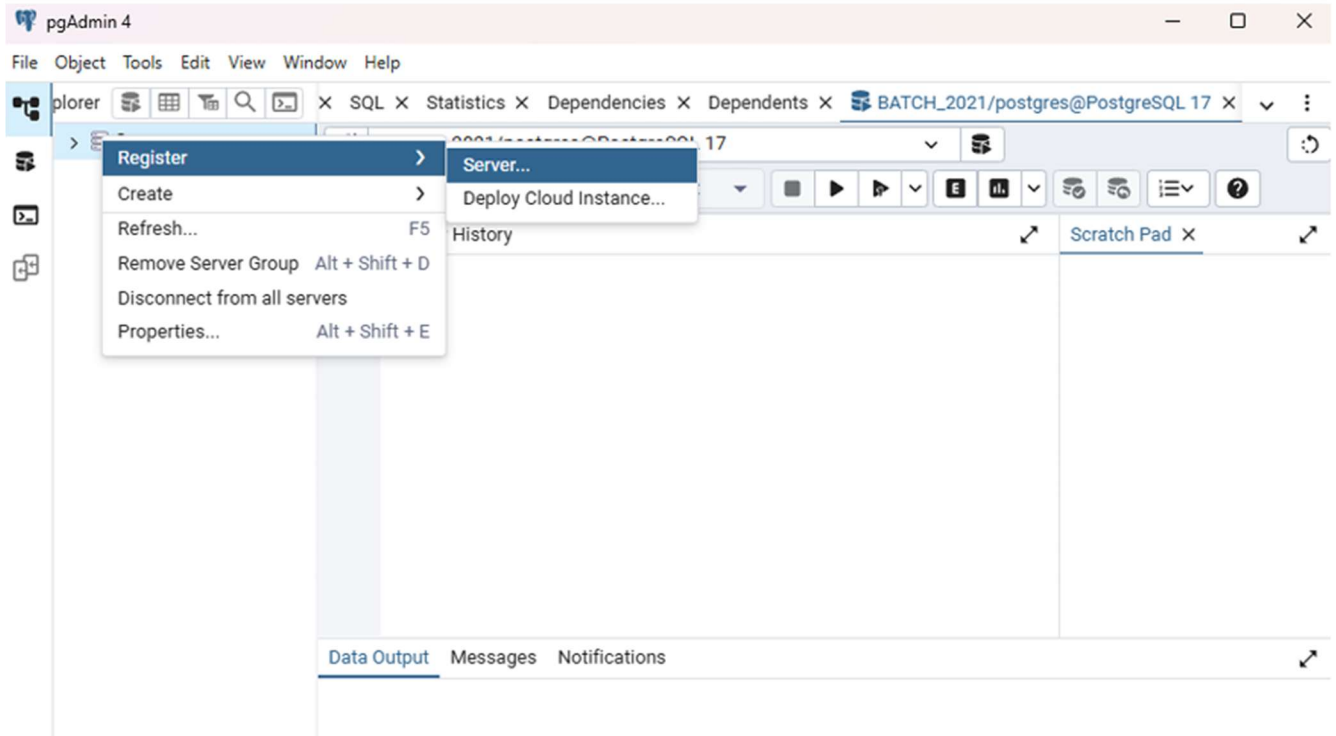 pgAdmin 4
File Object Tools Edit View Window Help
plorer SQL Statistics Dependencies Dependents BATCH_2021/postgres@PostgreSQL 17
17
Register
Server...
Create
Deploy Cloud Instance...
Refresh... F5
History
Scratch Pad
Remove Server Group Alt + Shift + D
Disconnect from all servers
Properties... Alt + Shift + E
Data Output Messages Notifications